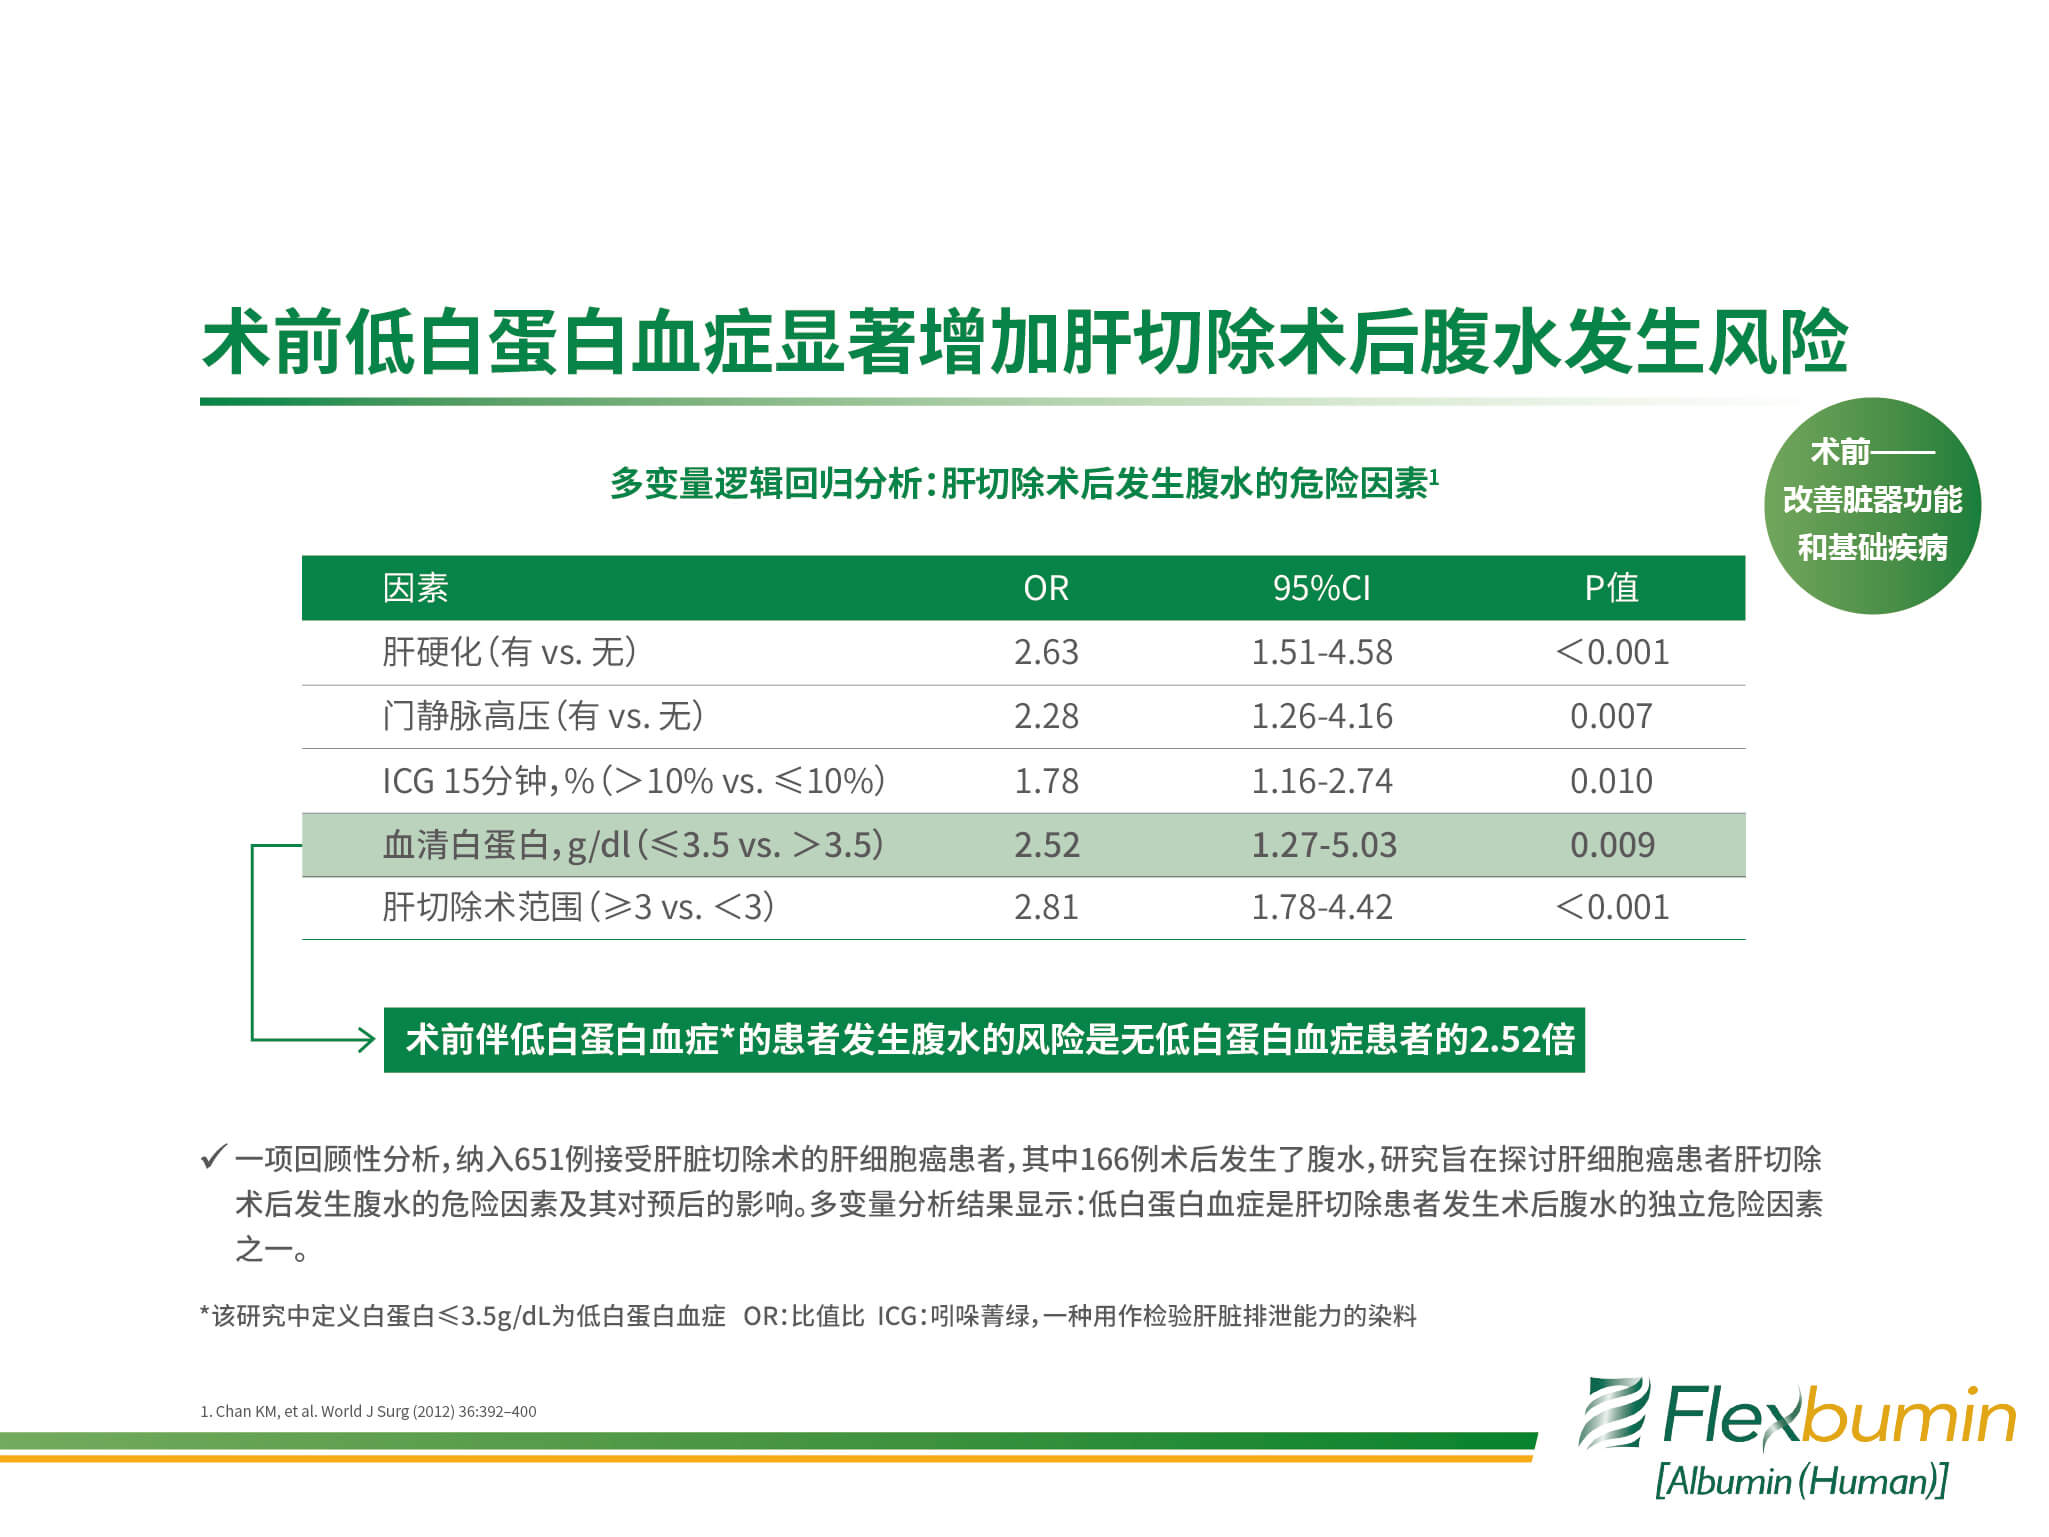 术前低白蛋白血症显著增加肝切除术后腹水发生风险
术前——
改善脏器功能
和基础疾病
多变量逻辑回归分析：肝切除术后发生腹水的危险因素1
因素 OR 95%CI P值
肝硬化（有 vs. 无） 2.63 1.51-4.58 ＜0.001
门静脉高压（有 vs. 无） 2.28 1.26-4.16 0.007
ICG 15分钟，%（＞10% vs. ≤10%） 1.78 1.16-2.74 0.010
血清白蛋白，g/dl（≤3.5 vs. ＞3.5） 2.52 1.27-5.03 0.009
肝切除术范围（≥3 vs. ＜3） 2.81 1.78-4.42 ＜0.001
术前伴低白蛋白血症*的患者发生腹水的风险是无低白蛋白血症患者的2.52倍
✓ 一项回顾性分析，纳入651例接受肝脏切除术的肝细胞癌患者，其中166例术后发生了腹水，研究旨在探讨肝细胞癌患者肝切除
术后发生腹水的危险因素及其对预后的影响。多变量分析结果显示：低白蛋白血症是肝切除患者发生术后腹水的独立危险因素
之一。
*该研究中定义白蛋白≤3.5g/dL为低白蛋白血症 OR：比值比 ICG：吲哚菁绿，一种用作检验肝脏排泄能力的染料
1. Chan KM, et al. World J Surg (2012) 36:392–400
Flexbumin
[Albumin (Human)]